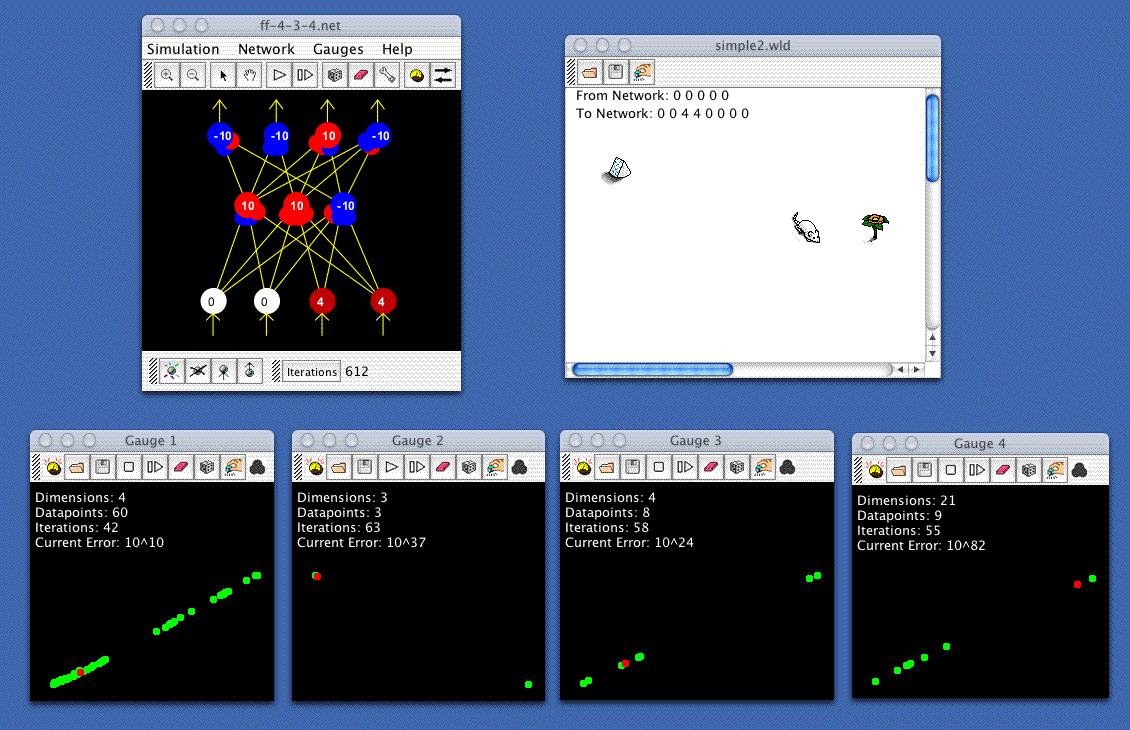 ff-4-3-4.net
Simulation Network Gauges Help
-10 -10 10 -10
10 10 -10
0 0 4 4
Iterations 612
simple2.wld
From Network: 0 0 0 0 0
To Network: 0 0 4 4 0 0 0 0
Gauge 1
Dimensions: 4
Datapoints: 60
Iterations: 42
Current Error: 10^10
Gauge 2
Dimensions: 3
Datapoints: 3
Iterations: 63
Current Error: 10^37
Gauge 3
Dimensions: 4
Datapoints: 8
Iterations: 58
Current Error: 10^24
Gauge 4
Dimensions: 21
Datapoints: 9
Iterations: 55
Current Error: 10^82